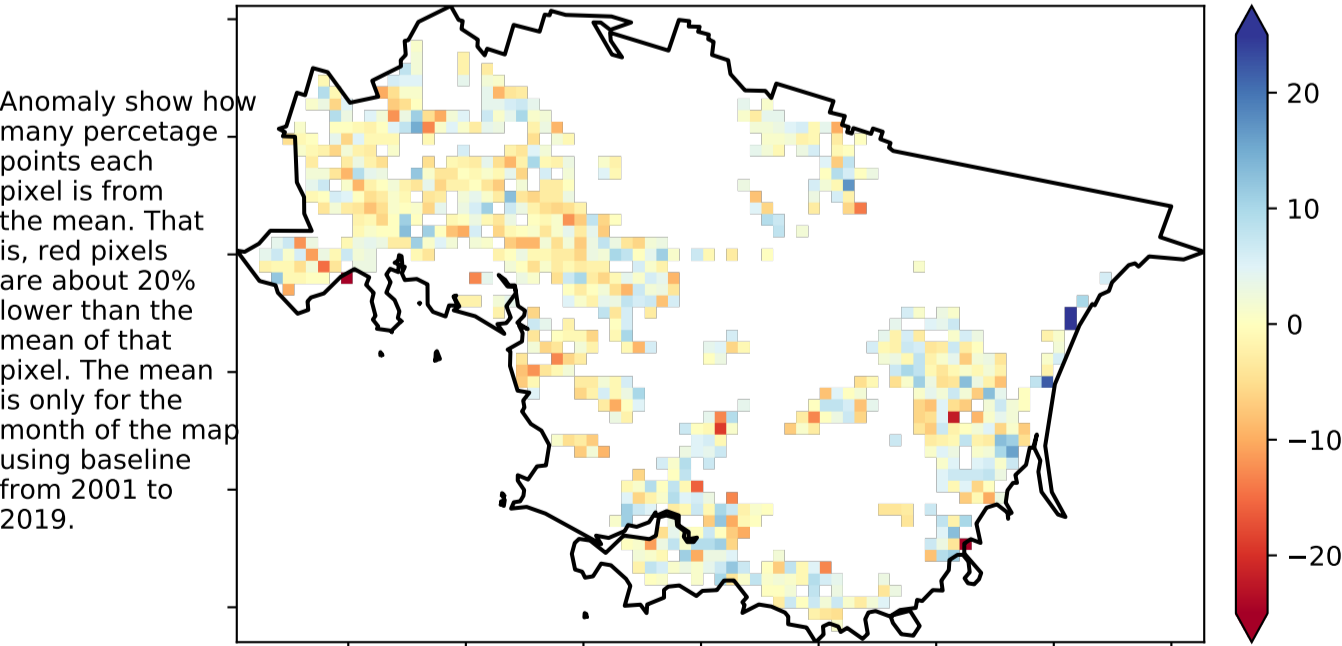 Anomaly show how
many percetage
points each
pixel is from
the mean. That
is, red pixels
are about 20%
lower than the
mean of that
pixel. The mean
is only for the
month of the map
using baseline
from 2001 to
2019.
20
10
0
−10
−20